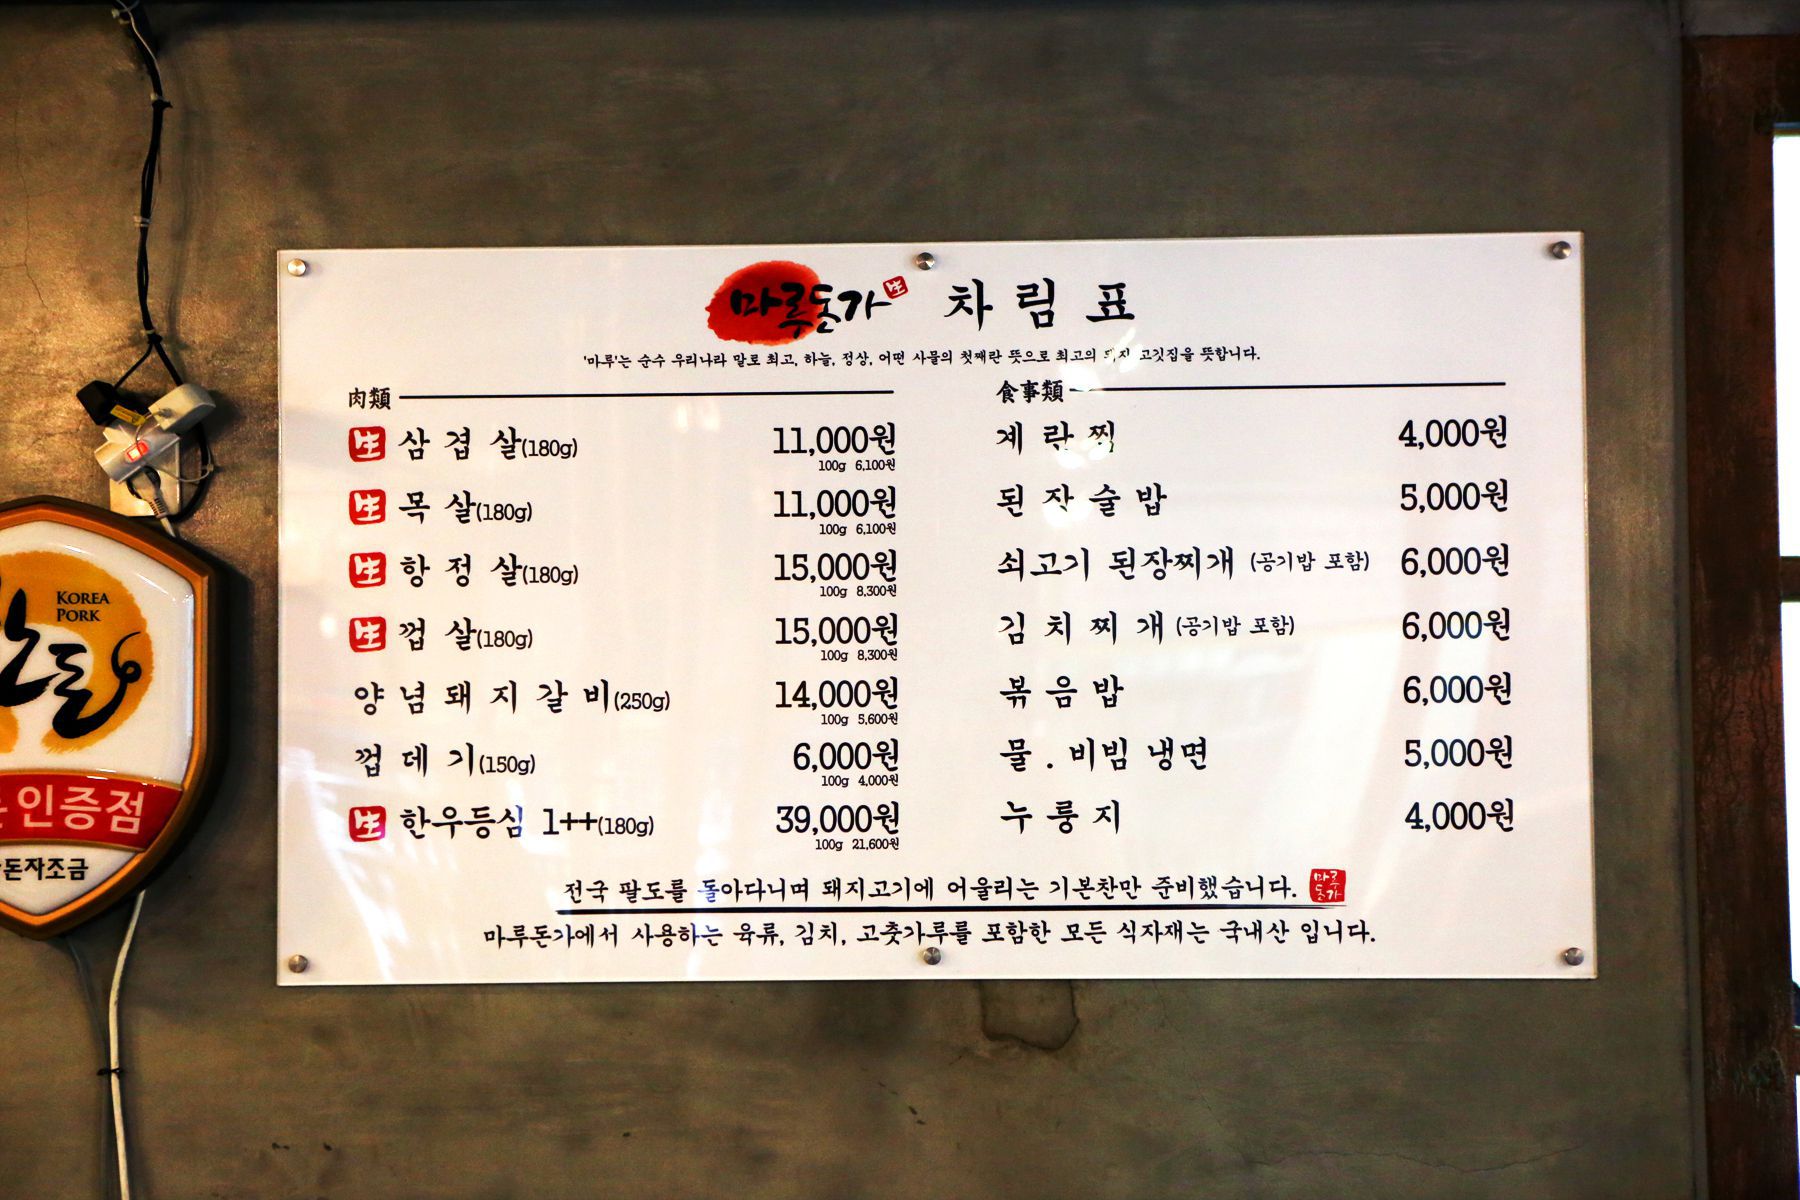 마루돈가 生 차림표
'마루'는 순수 우리나라 말로 최고, 하늘, 정상, 어떤 사물의 첫째란 뜻으로 최고의 돼지 고깃집을 뜻합니다.
肉類
生 삼겹살(180g) 11,000원
100g 6,100원
生 목살(180g) 11,000원
100g 6,100원
生 항정살(180g) 15,000원
100g 8,300원
生 껍살(180g) 15,000원
100g 8,300원
양념돼지갈비(250g) 14,000원
100g 5,600원
껍데기(150g) 6,000원
100g 4,000원
生 한우등심 1++(180g) 39,000원
100g 21,600원
食事類
계란찜 4,000원
된자술밥 5,000원
쇠고기 된장찌개 (공기밥 포함) 6,000원
김치찌개 (공기밥 포함) 6,000원
볶음밥 6,000원
물.비빔 냉면 5,000원
누룽지 4,000원
전국 팔도를 돌아다니며 돼지고기에 어울리는 기본찬만 준비했습니다. 마루돈가
마루돈가에서 사용하는 육류, 김치, 고춧가루를 포함한 모든 식자재는 국내산 입니다.
KOREA
PORK
한돈
인증점
돈자조금